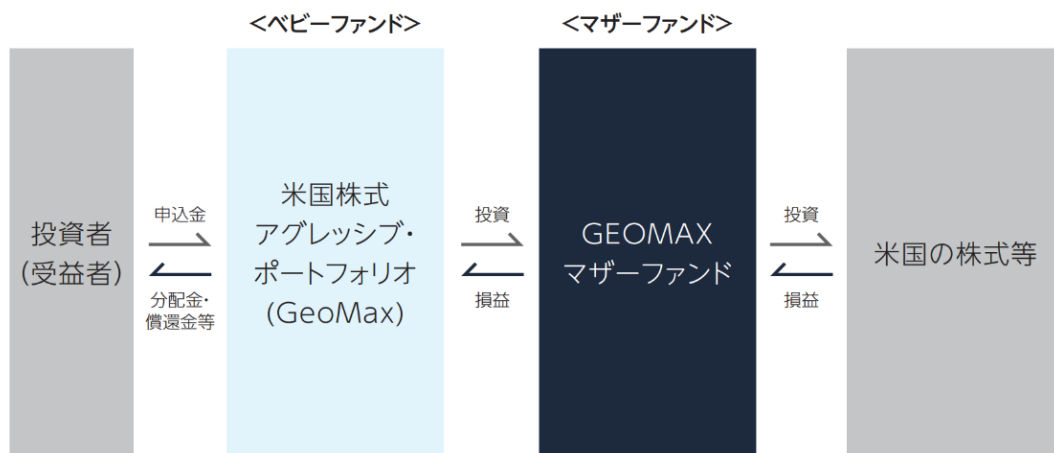 <ベビーファンド>
<マザーファンド>
投資者
(受益者)
申込金
分配金・
償還金等
米国株式
アグレッシブ・
ポートフォリオ
(GeoMax)
投資
損益
GEOMAX
マザーファンド
投資
損益
米国の株式等